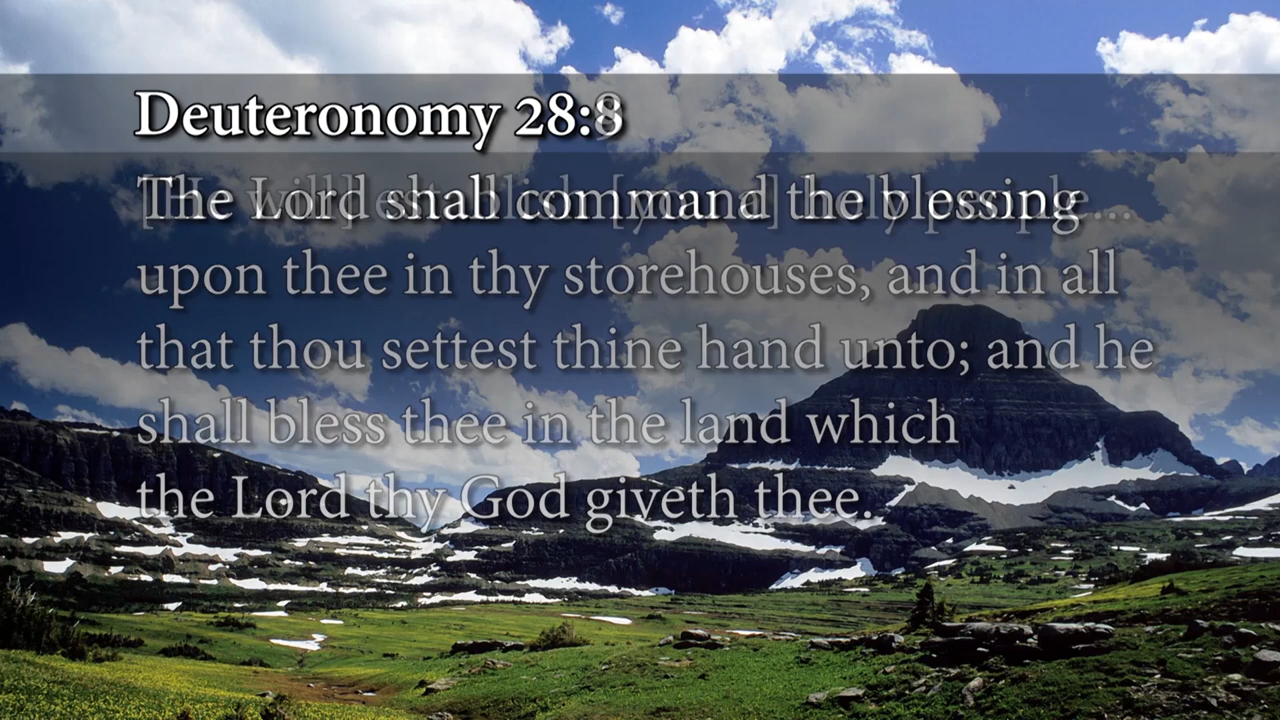 Deuteronomy 28:8
The Lord shall command the blessing
upon thee in thy storehouses, and in all
that thou settest thine hand unto; and he
shall bless thee in the land which
the Lord thy God giveth thee.